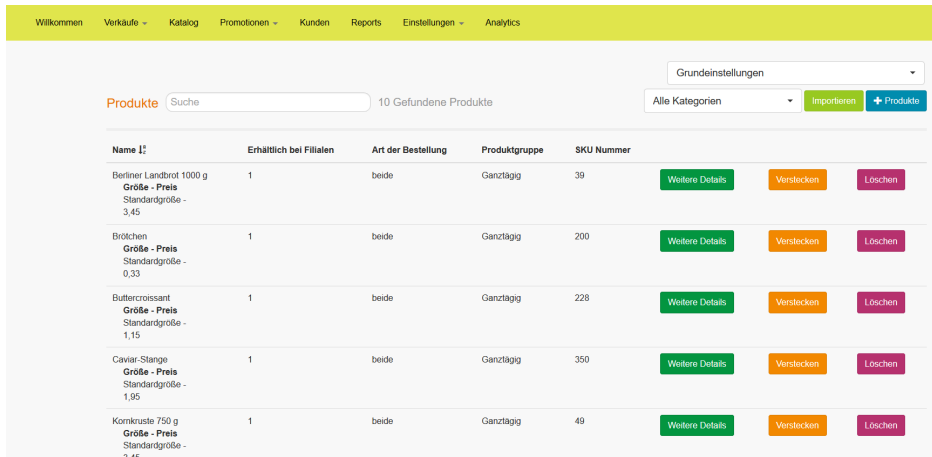 Willkommen Verkäufe Katalog Promotionen Kunden Reports Einstellungen Analytics
Grundeinstellungen
Produkte Suche 10 Gefundene Produkte Alle Kategorien Importieren + Produkte
Name Erhältlich bei Filialen Art der Bestellung Produktgruppe SKU Nummer
Berliner Landbrot 1000 g 1 beide Ganztägig 39 Weitere Details Verstecken Löschen
Größe - Preis
Standardgröße -
3,45
Brötchen 1 beide Ganztägig 200 Weitere Details Verstecken Löschen
Größe - Preis
Standardgröße -
0,33
Buttercroissant 1 beide Ganztägig 228 Weitere Details Verstecken Löschen
Größe - Preis
Standardgröße -
1,15
Caviar-Stange 1 beide Ganztägig 350 Weitere Details Verstecken Löschen
Größe - Preis
Standardgröße -
1,95
Kornkruste 750 g 1 beide Ganztägig 49 Weitere Details Verstecken Löschen
Größe - Preis
Standardgröße -